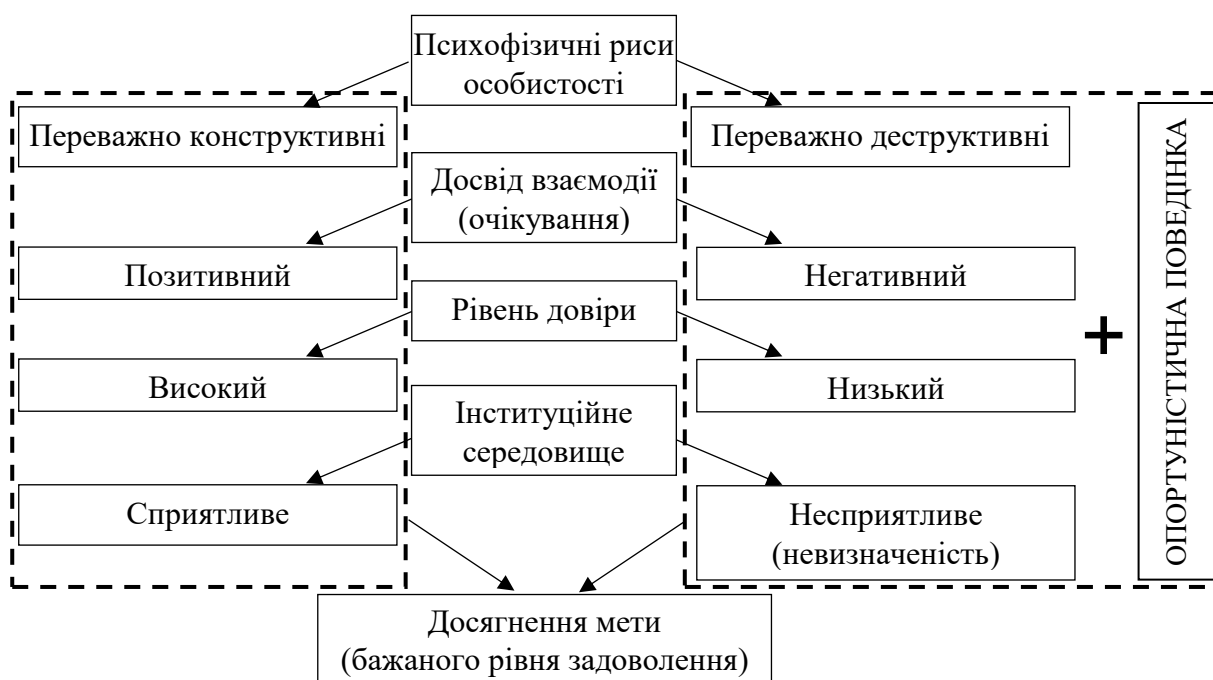 Психофізичні риси
особистості
Переважно конструктивні
Переважно деструктивні
Досвід взаємодії
(очікування)
Позитивний
Негативний
Рівень довіри
Високий
Низький
Інституційне
середовище
Сприятливе
Несприятливе
(невизначеність)
+
ОПОРТУНІСТИЧНА ПОВЕДІНКА
Досягнення мети
(бажаного рівня задоволення)